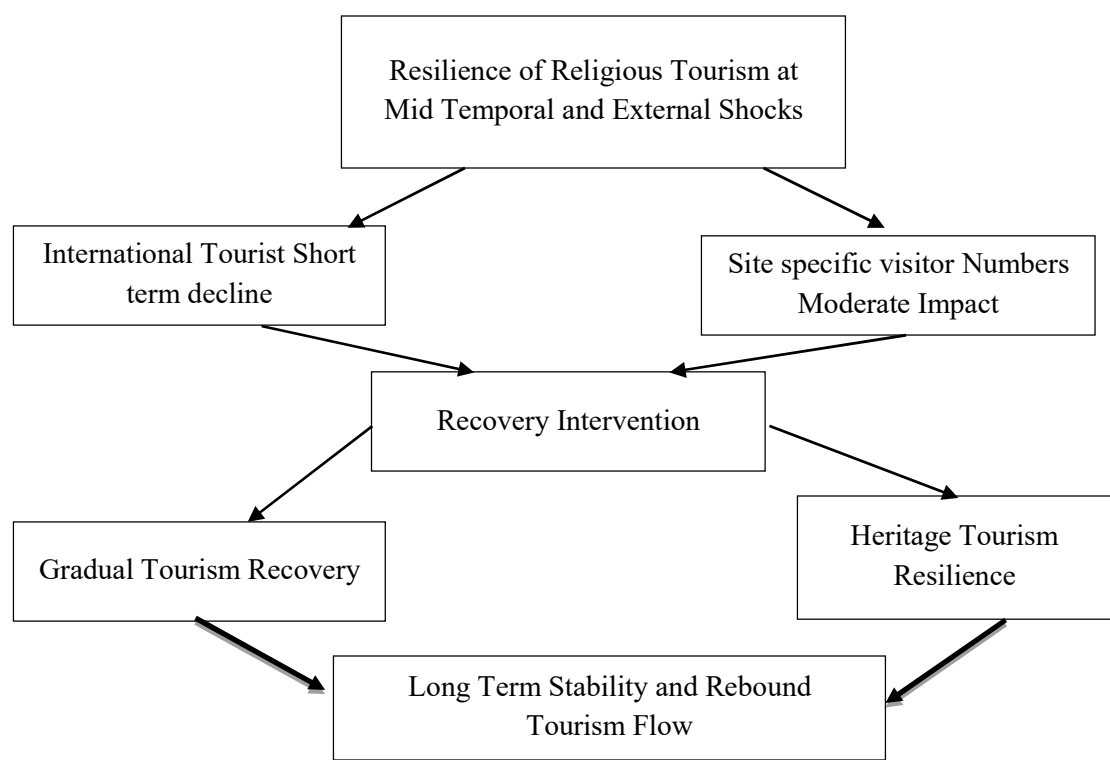 Resilience of Religious Tourism at
Mid Temporal and External Shocks
International Tourist Short
term decline
Site specific visitor Numbers
Moderate Impact
Recovery Intervention
Gradual Tourism Recovery
Heritage Tourism
Resilience
Long Term Stability and Rebound
Tourism Flow